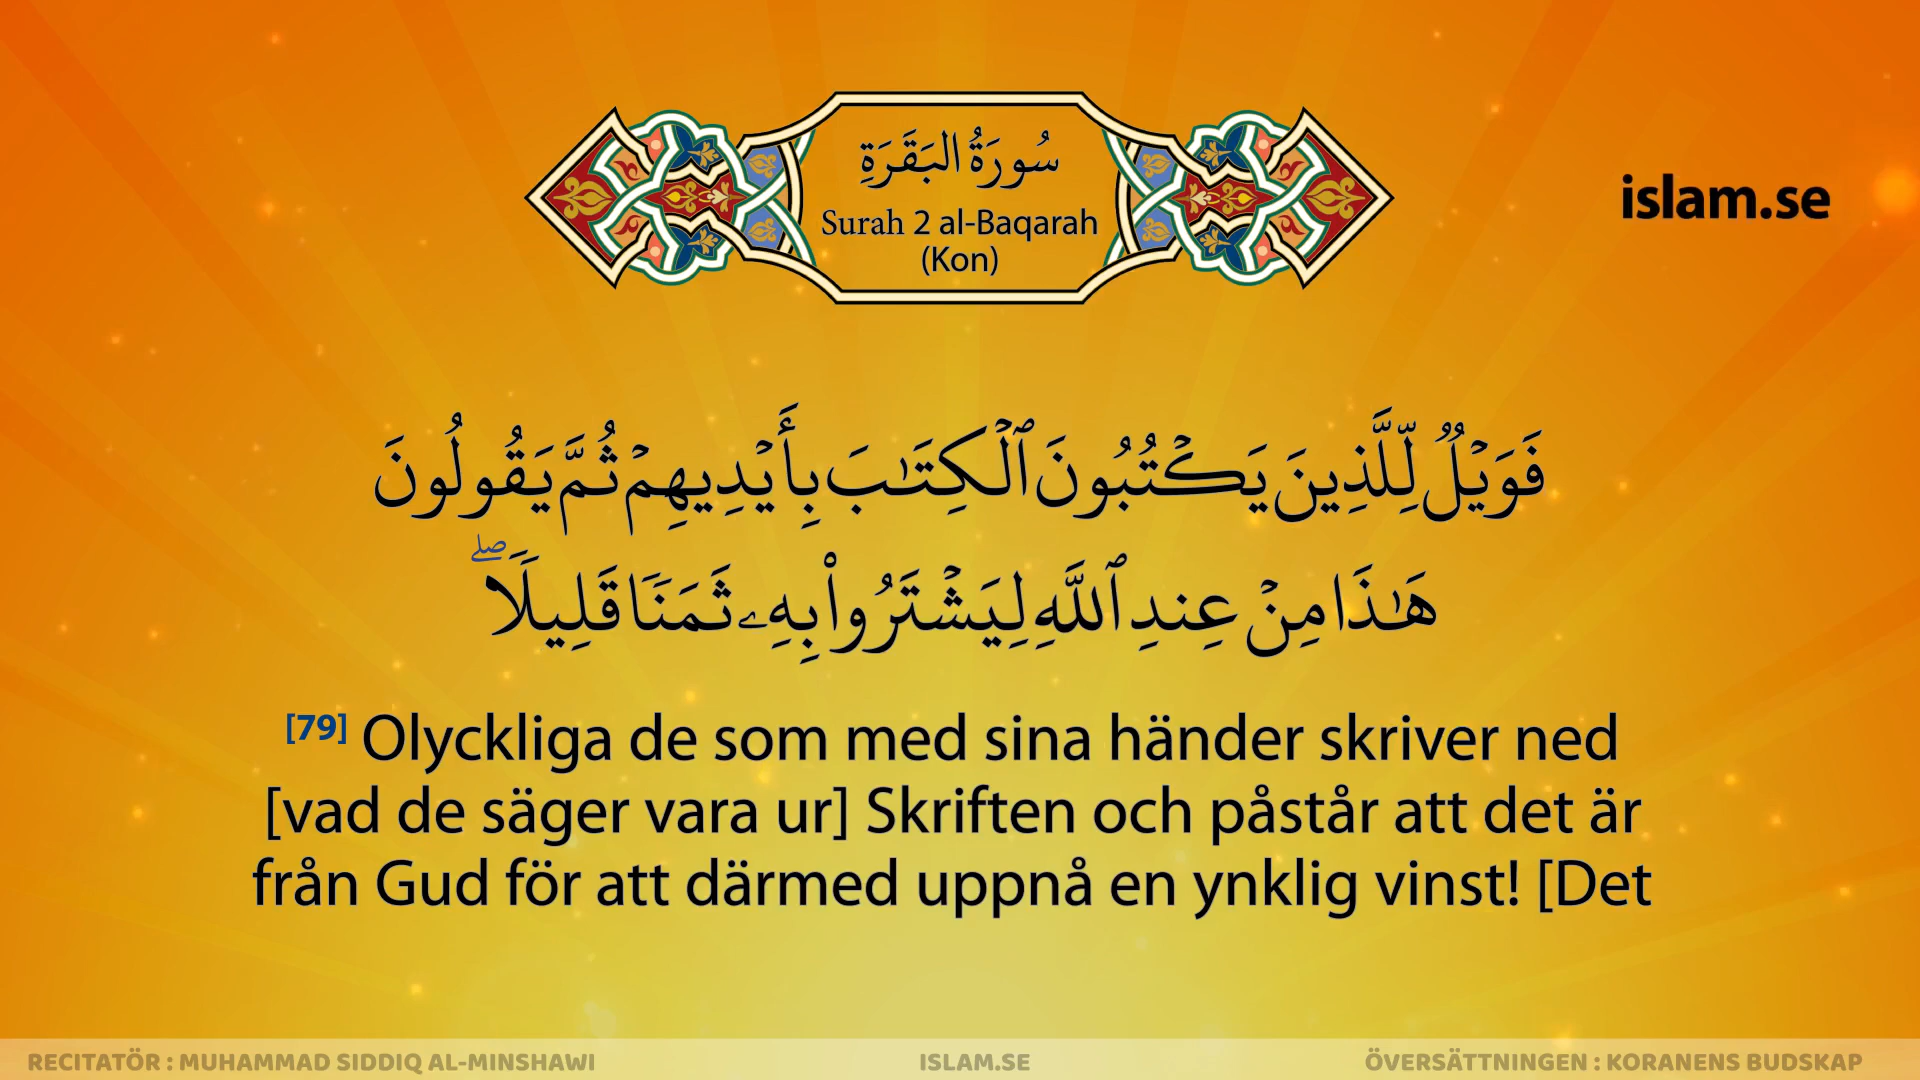 سُورَةُ البَقَرَةِ
Surah 2 al-Baqarah
(Kon)
islam.se
فَوَيۡلٞ لِّلَّذِينَ يَكۡتُبُونَ ٱلۡكِتَٰبَ بِأَيۡدِيهِمۡ ثُمَّ يَقُولُونَ
هَٰذَا مِنۡ عِندِ ٱللَّهِ لِيَشۡتَرُواْ بِهِۦ ثَمَنٗا قَلِيلٗاۖ
[79] Olyckliga de som med sina händer skriver ned
[vad de säger vara ur] Skriften och påstår att det är
från Gud för att därmed uppnå en ynklig vinst! [Det
RECITATÖR : MUHAMMAD SIDDIQ AL-MINSHAWI
ISLAM.SE
ÖVERSÄTTNINGEN : KORANENS BUDSKAP